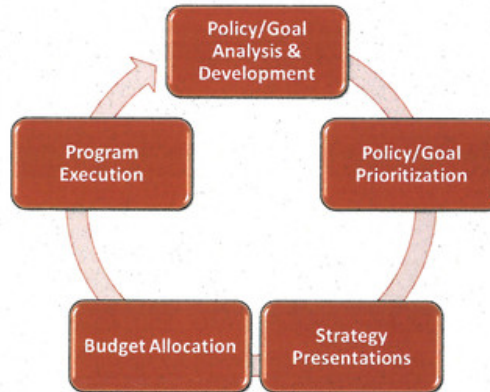 Policy/Goal
Analysis &
Development
Policy/Goal
Prioritization
Strategy
Presentations
Budget Allocation
Program
Execution